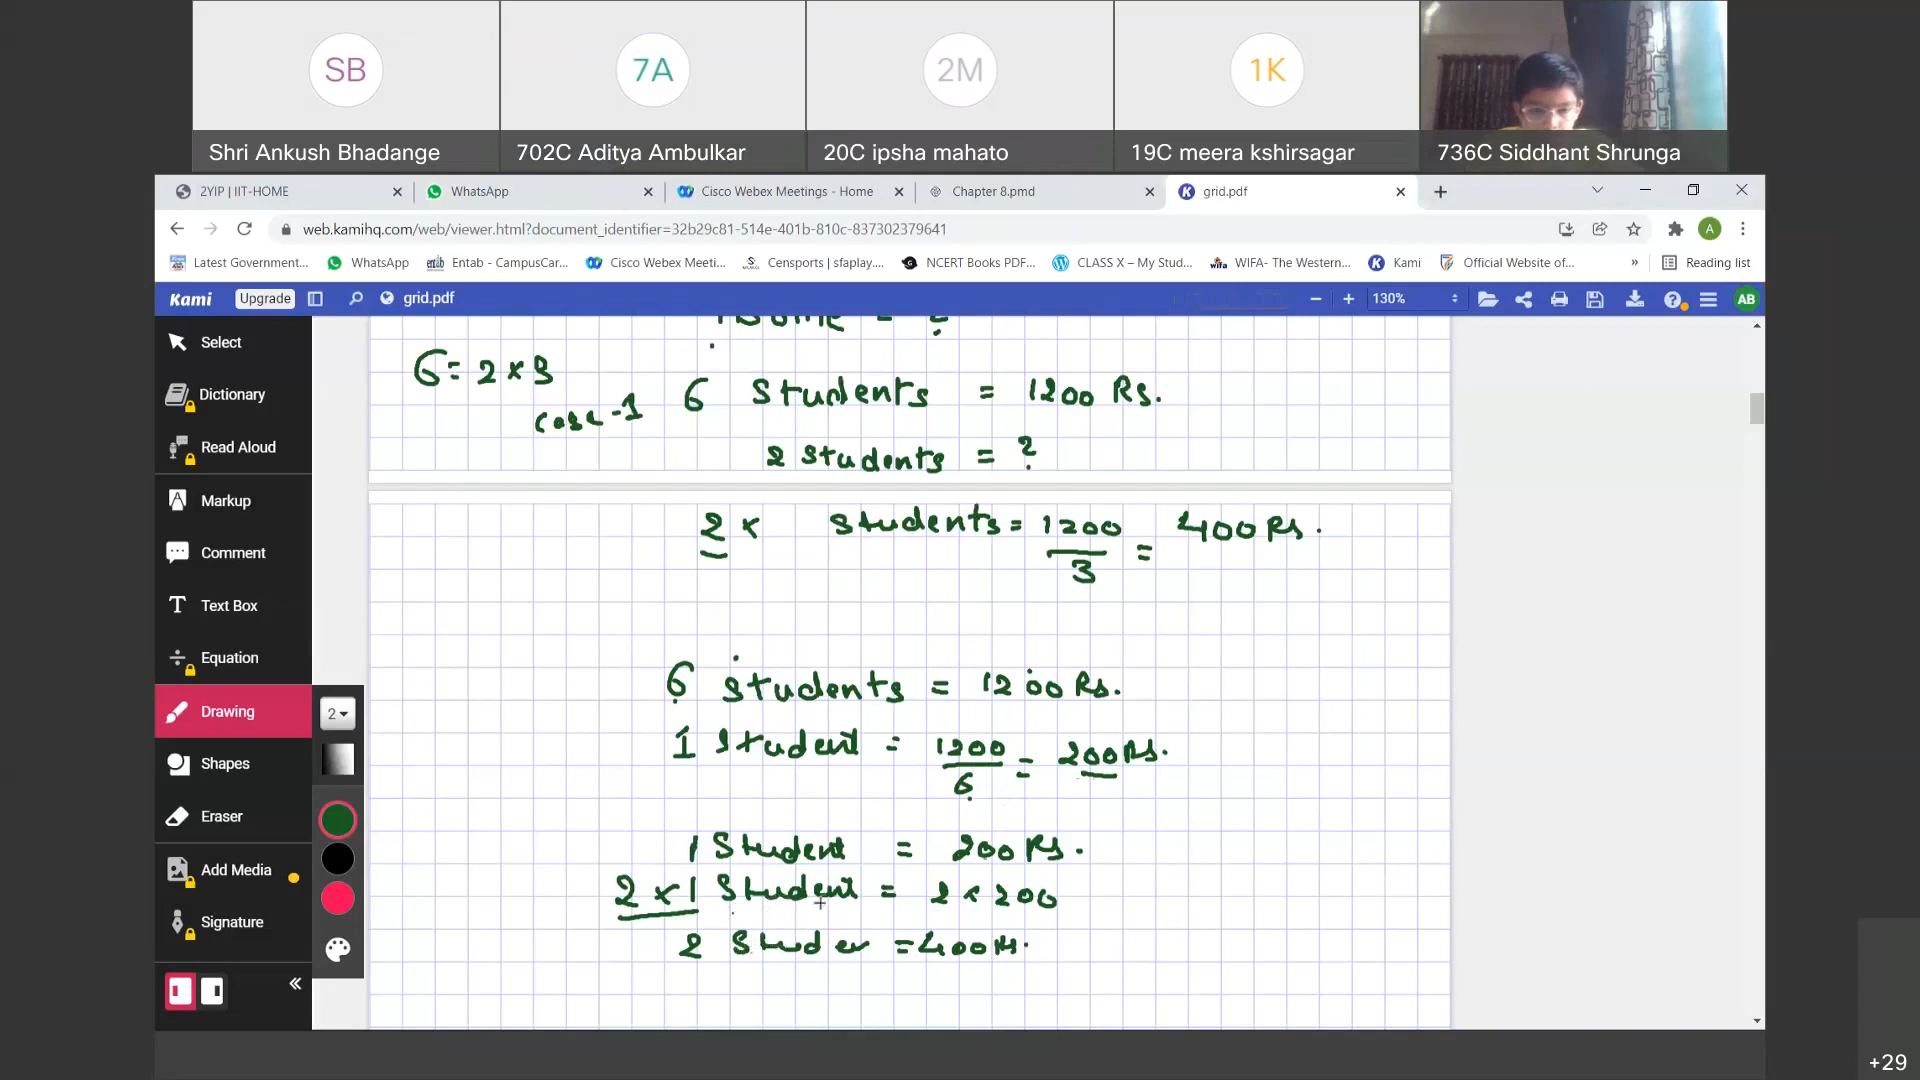 SB
7A
2M
1K
Shri Ankush Bhadange
702C Aditya Ambulkar
20C ipsha mahato
19C meera kshirsagar
736C Siddhant Shrunga
2YIP | IIT-HOME
WhatsApp
Cisco Webex Meetings - Home
Chapter 8.pmd
grid.pdf
web.kamihq.com/web/viewer.html?document_identifier=32b29c81-514e-401b-810c-837302379641
A
Latest Government...
WhatsApp
Entab - CampusCar...
Cisco Webex Meeti...
Censports | sfaplay....
NCERT Books PDF...
CLASS X – My Stud...
WIFA- The Western...
Kami
Official Website of...
»
Reading list
Kami
Upgrade
grid.pdf
130%
AB
Select
Dictionary
Read Aloud
Markup
Comment
Text Box
Equation
Drawing
Shapes
Eraser
Add Media
Signature
2
6 = 2 × 3
case-1 6 Students = 1200 Rs.
2 Students = ?
2 × Students = 1200/3 = 400 Rs.
6 Students = 1200 Rs.
1 Student = 1200/6 = 200 Rs.
1 Student = 200 Rs.
2 × 1 Student = 2 × 200
2 Studen = 400 Rs.
+29